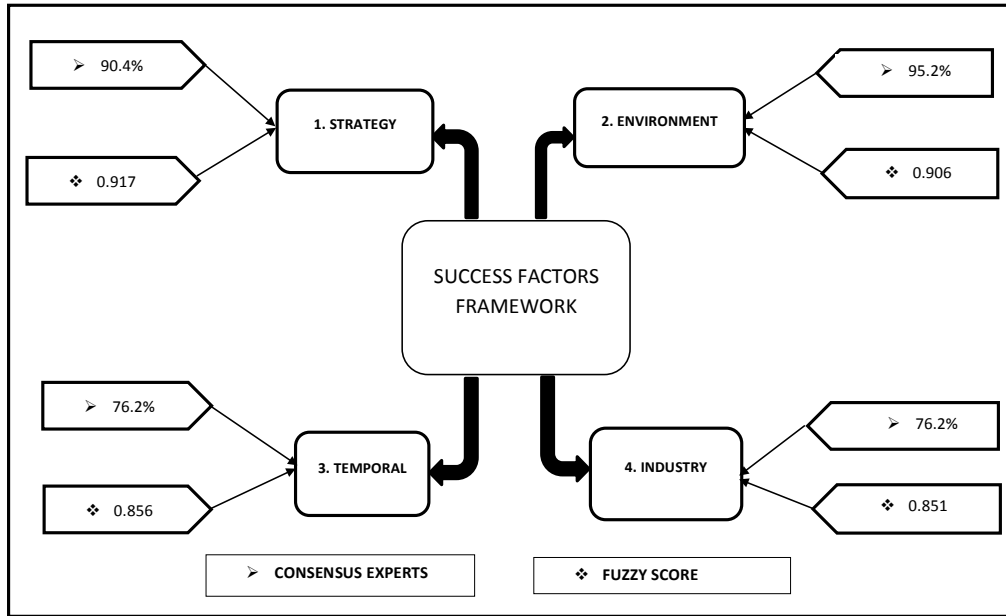 ➢ 90.4%
1. STRATEGY
❖ 0.917
➢ 95.2%
2. ENVIRONMENT
❖ 0.906
SUCCESS FACTORS
FRAMEWORK
➢ 76.2%
3. TEMPORAL
❖ 0.856
➢ 76.2%
4. INDUSTRY
❖ 0.851
➢ CONSENSUS EXPERTS
❖ FUZZY SCORE